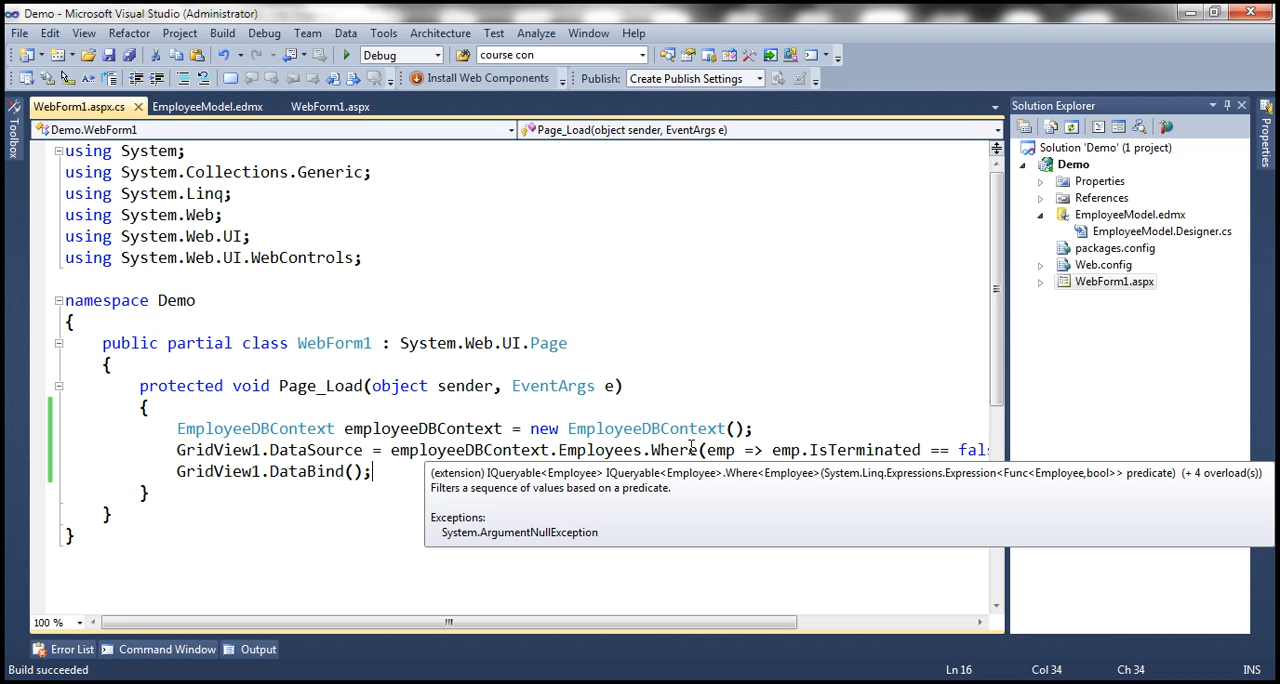 Demo - Microsoft Visual Studio (Administrator)
File Edit View Refactor Project Build Debug Team Data Tools Architecture Test Analyze Window Help
Debug course con
Install Web Components Publish: Create Publish Settings
WebForm1.aspx.cs EmployeeModel.edmx WebForm1.aspx
Solution Explorer
Toolbox
Properties
Demo.WebForm1 Page_Load(object sender, EventArgs e)
Solution 'Demo' (1 project)
Demo
Properties
References
EmployeeModel.edmx
EmployeeModel.Designer.cs
packages.config
Web.config
WebForm1.aspx
using System;
using System.Collections.Generic;
using System.Linq;
using System.Web;
using System.Web.UI;
using System.Web.UI.WebControls;
namespace Demo
{
public partial class WebForm1 : System.Web.UI.Page
{
protected void Page_Load(object sender, EventArgs e)
{
EmployeeDBContext employeeDBContext = new EmployeeDBContext();
GridView1.DataSource = employeeDBContext.Employees.Where(emp => emp.IsTerminated == fals
GridView1.DataBind();
}
}
}
(extension) IQueryable<Employee> IQueryable<Employee>.Where<Employee>(System.Linq.Expressions.Expression<Func<Employee,bool>> predicate) (+ 4 overload(s))
Filters a sequence of values based on a predicate.
Exceptions:
System.ArgumentNullException
100 %
Error List Command Window Output
Build succeeded Ln 16 Col 34 Ch 34 INS